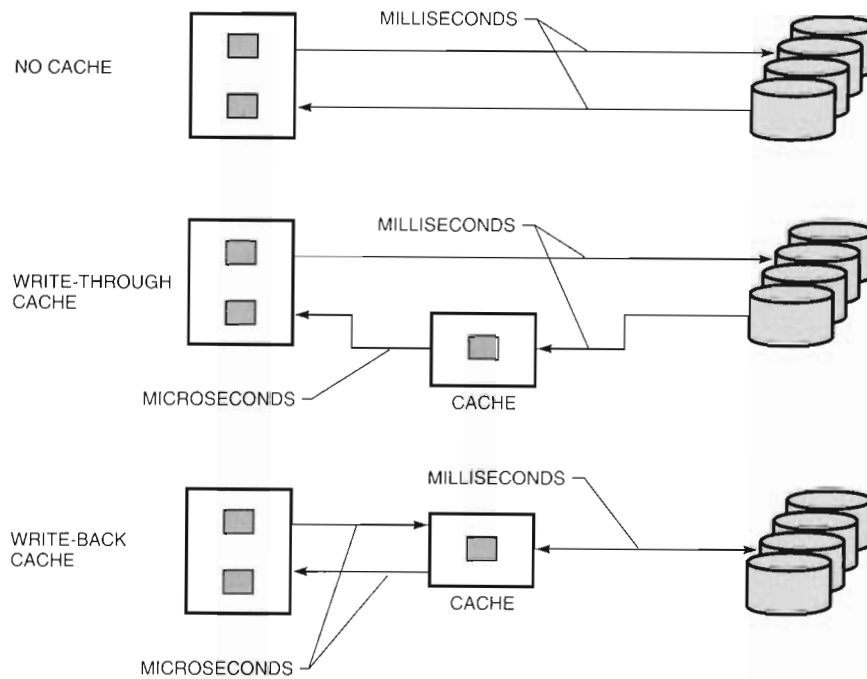 MILLISECONDS
NO CACHE
MILLISECONDS
WRITE-THROUGH
CACHE
MICROSECONDS
CACHE
MILLISECONDS
WRITE-BACK
CACHE
CACHE
MICROSECONDS